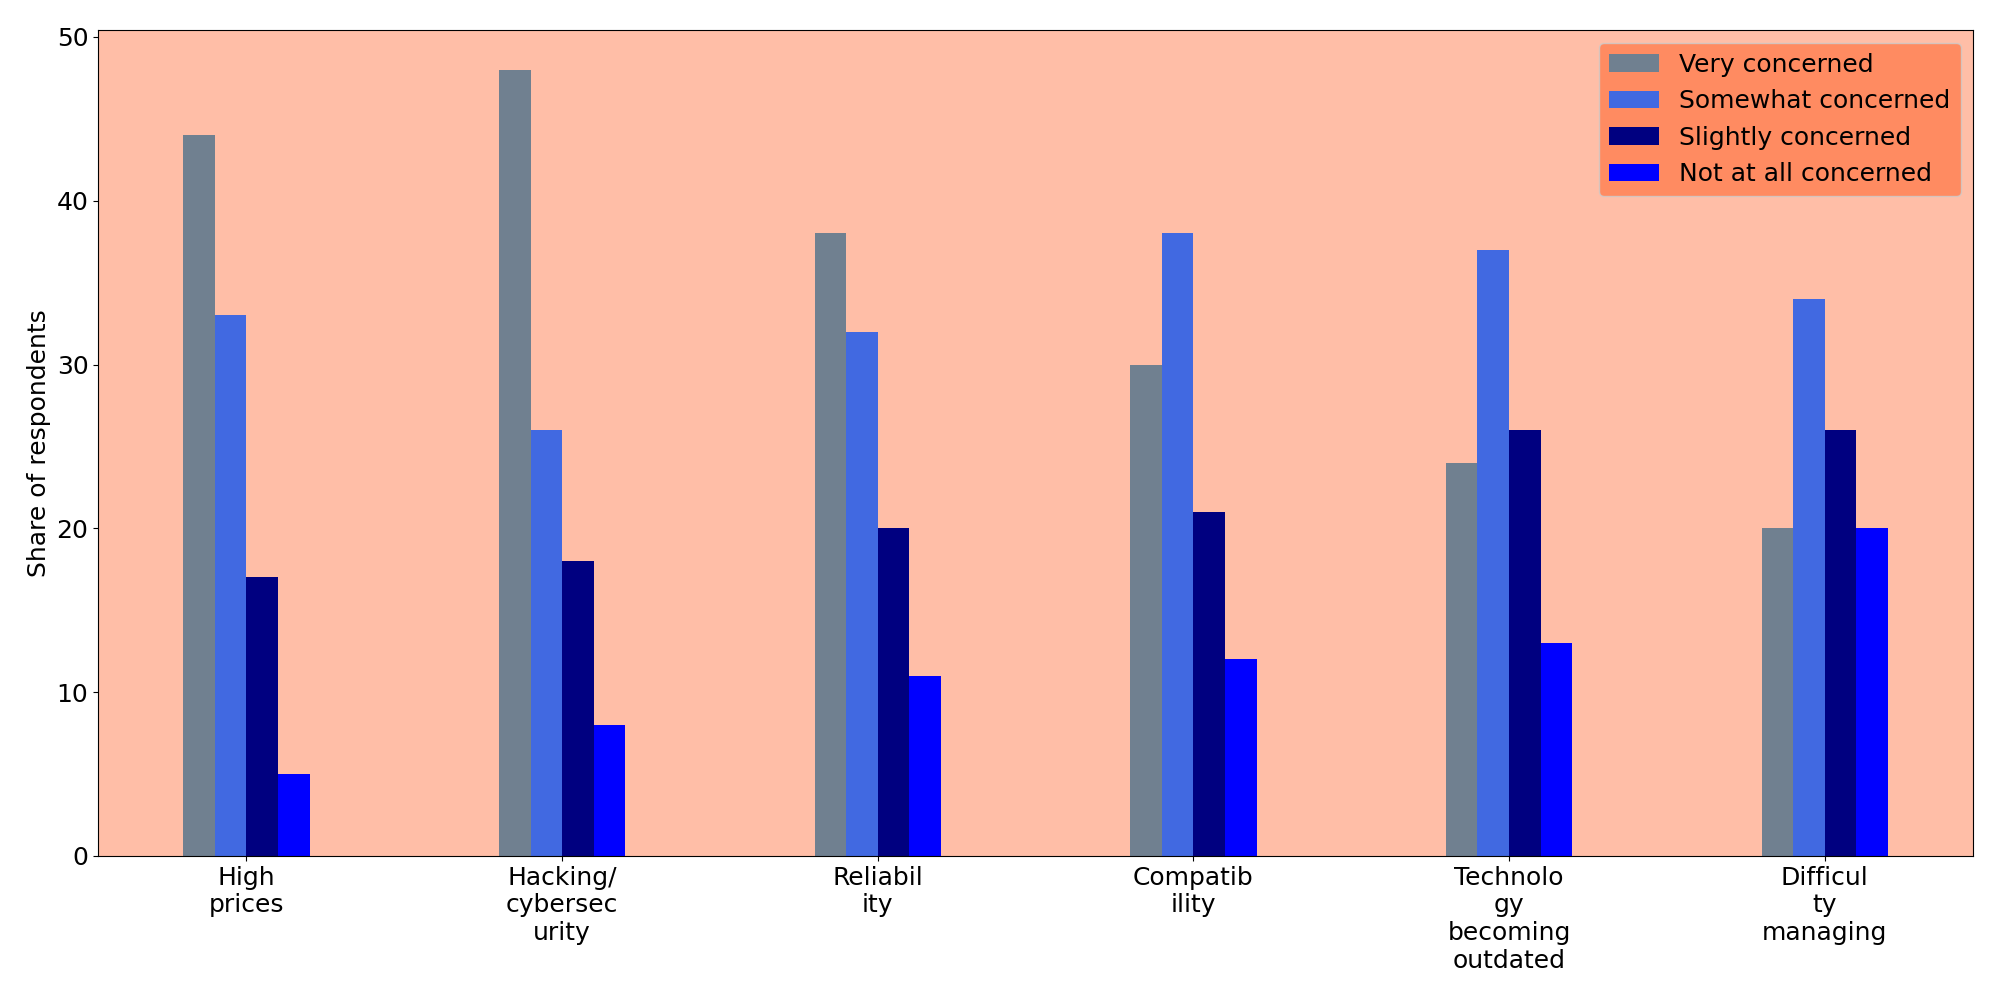 Share of respondents
50
40
30
20
10
0
Very concerned
Somewhat concerned
Slightly concerned
Not at all concerned
High
prices
Hacking/
cybersec
urity
Reliabil
ity
Compatib
ility
Technolo
gy
becoming
outdated
Difficul
ty
managing